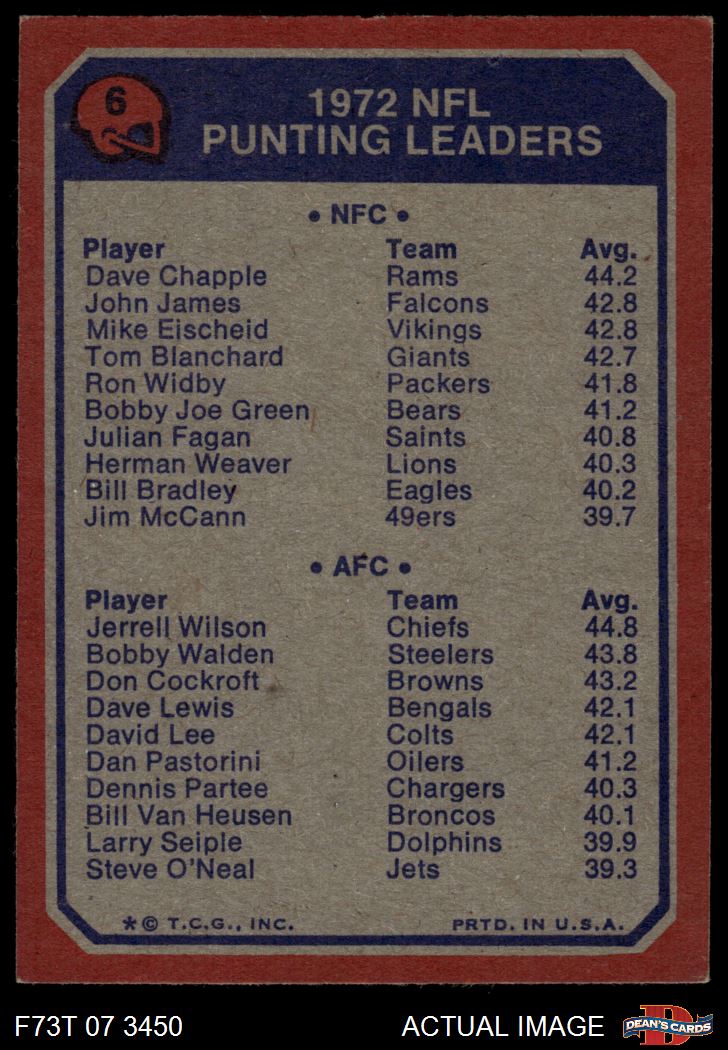 6
1972 NFL
PUNTING LEADERS
• NFC •
Player Team Avg.
Dave Chapple Rams 44.2
John James Falcons 42.8
Mike Eischeid Vikings 42.8
Tom Blanchard Giants 42.7
Ron Widby Packers 41.8
Bobby Joe Green Bears 41.2
Julian Fagan Saints 40.8
Herman Weaver Lions 40.3
Bill Bradley Eagles 40.2
Jim McCann 49ers 39.7
• AFC •
Player Team Avg.
Jerrell Wilson Chiefs 44.8
Bobby Walden Steelers 43.8
Don Cockroft Browns 43.2
Dave Lewis Bengals 42.1
David Lee Colts 42.1
Dan Pastorini Oilers 41.2
Dennis Partee Chargers 40.3
Bill Van Heusen Broncos 40.1
Larry Seiple Dolphins 39.9
Steve O'Neal Jets 39.3
* © T.C.G., INC. PRTD. IN U.S.A.
F73T 07 3450 ACTUAL IMAGE
D
DEAN'S CARDS